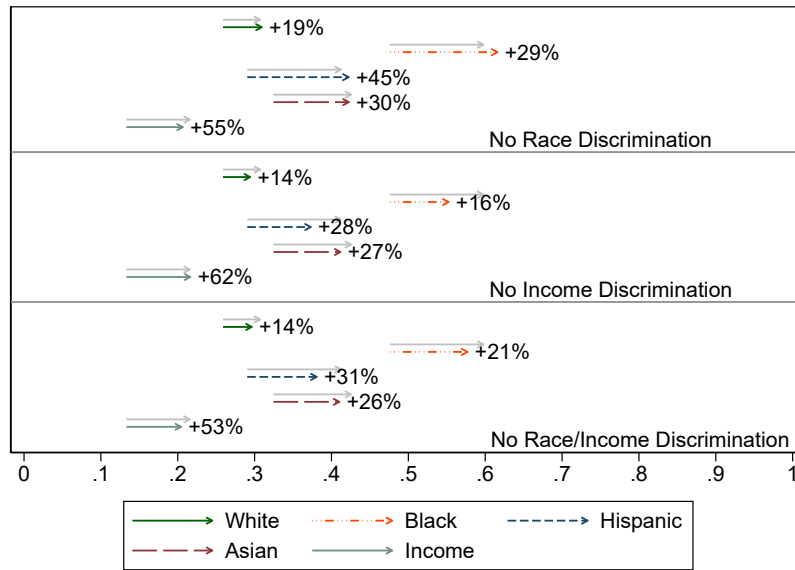 +19%
+29%
+45%
+30%
+55%
No Race Discrimination
+14%
+16%
+28%
+27%
+62%
No Income Discrimination
+14%
+21%
+31%
+26%
+53%
No Race/Income Discrimination
0 .1 .2 .3 .4 .5 .6 .7 .8 .9 1
White Black Hispanic
Asian Income